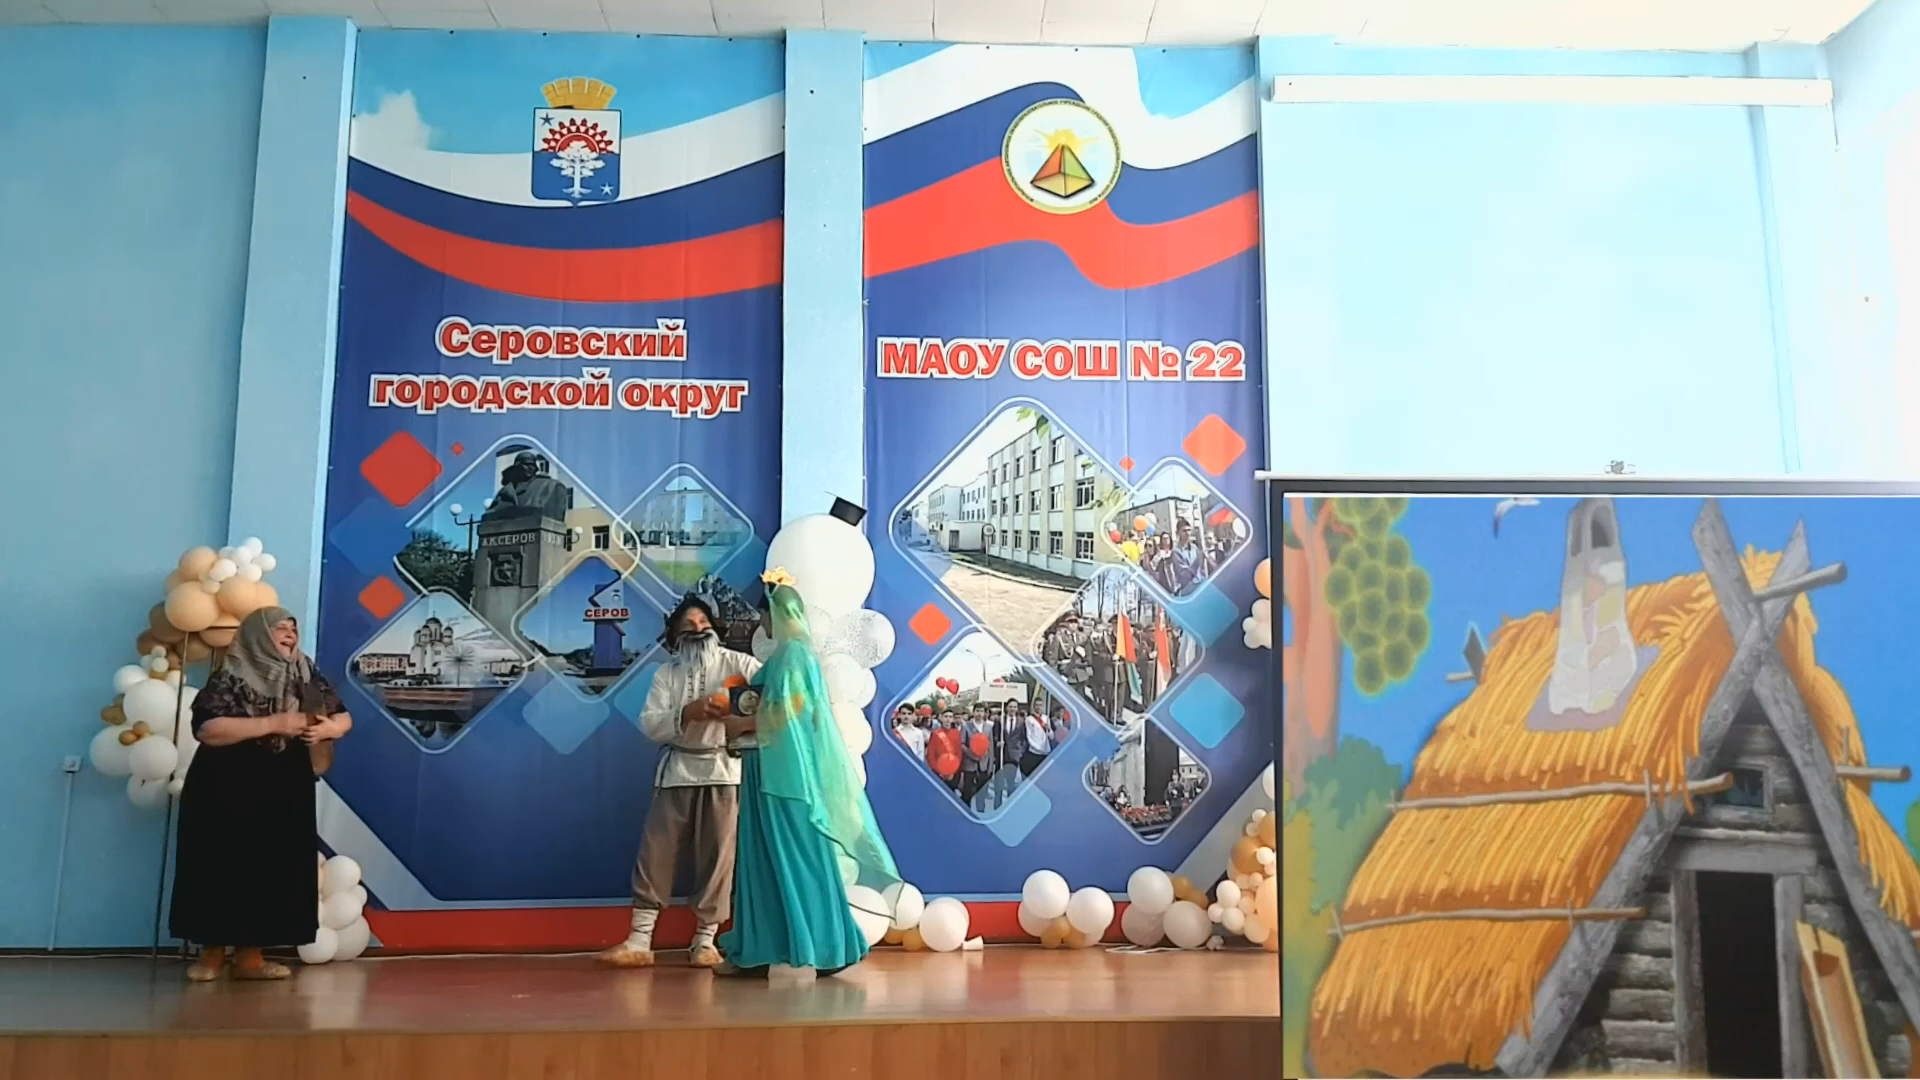 Серовский
городской округ
МАОУ СОШ № 22
А.К.СЕРОВ
СЕРОВ